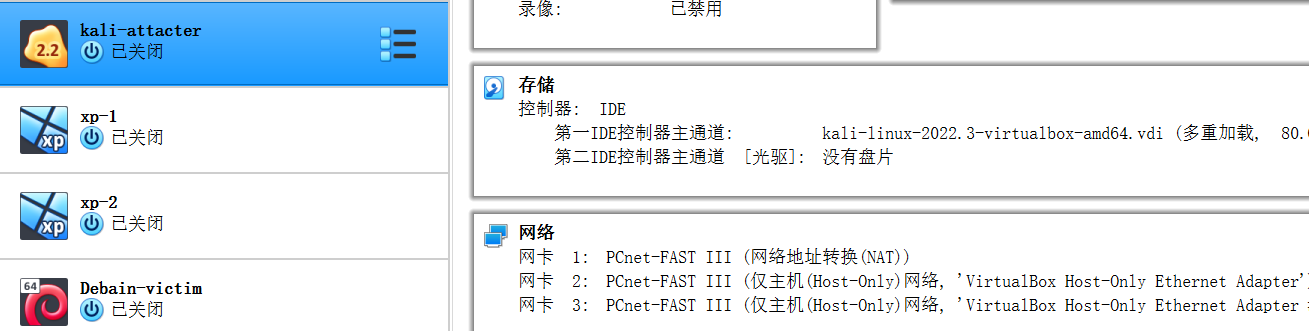 kali-attacter
已关闭
xp-1
已关闭
xp-2
已关闭
Debain-victim
已关闭
录像: 已禁用
存储
控制器: IDE
第一IDE控制器主通道: kali-linux-2022.3-virtualbox-amd64.vdi (多重加载, 80.
第二IDE控制器主通道 [光驱]: 没有盘片
网络
网卡 1: PCnet-FAST III (网络地址转换(NAT))
网卡 2: PCnet-FAST III (仅主机(Host-Only)网络, 'VirtualBox Host-Only Ethernet Adapter')
网卡 3: PCnet-FAST III (仅主机(Host-Only)网络, 'VirtualBox Host-Only Ethernet Adapter
2.2
xp
xp
64